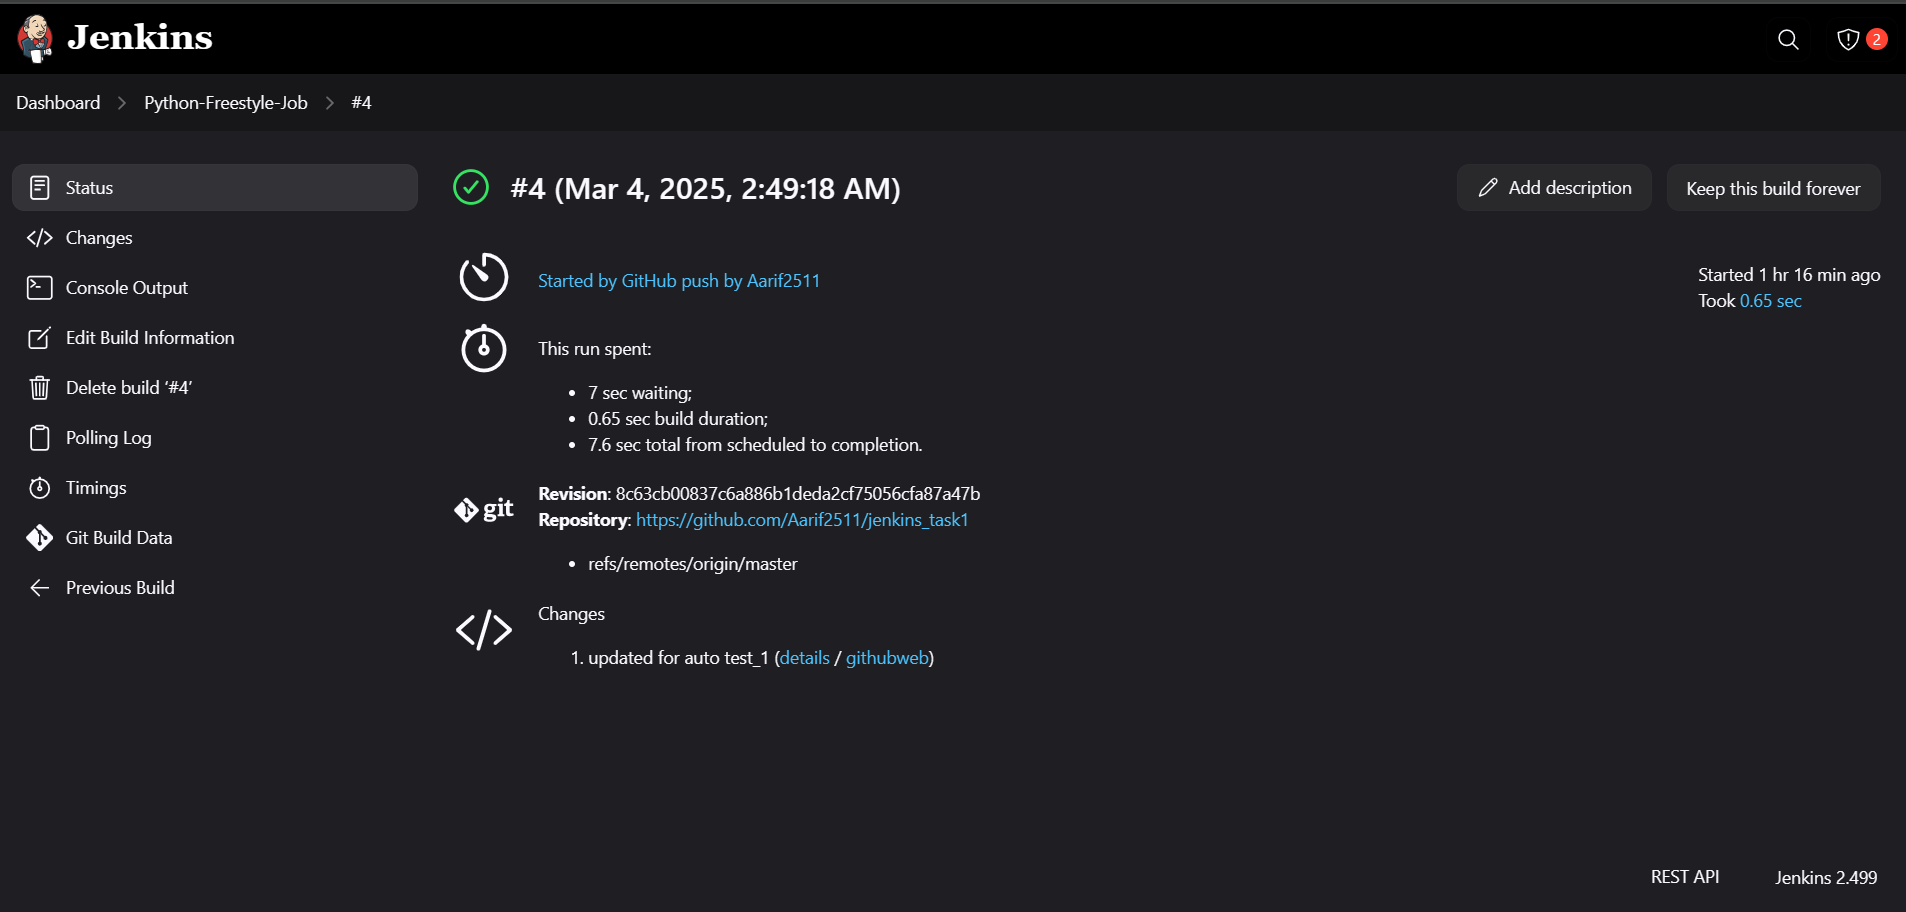 Jenkins
2
Dashboard
Python-Freestyle-Job
#4
Status
Changes
Console Output
Edit Build Information
Delete build ‘#4’
Polling Log
Timings
Git Build Data
Previous Build
#4 (Mar 4, 2025, 2:49:18 AM)
Add description
Keep this build forever
Started by GitHub push by Aarif2511
Started 1 hr 16 min ago
Took 0.65 sec
This run spent:
7 sec waiting;
0.65 sec build duration;
7.6 sec total from scheduled to completion.
git
Revision: 8c63cb00837c6a886b1deda2cf75056cfa87a47b
Repository: https://github.com/Aarif2511/jenkins_task1
refs/remotes/origin/master
Changes
1. updated for auto test_1 (details / githubweb)
REST API
Jenkins 2.499